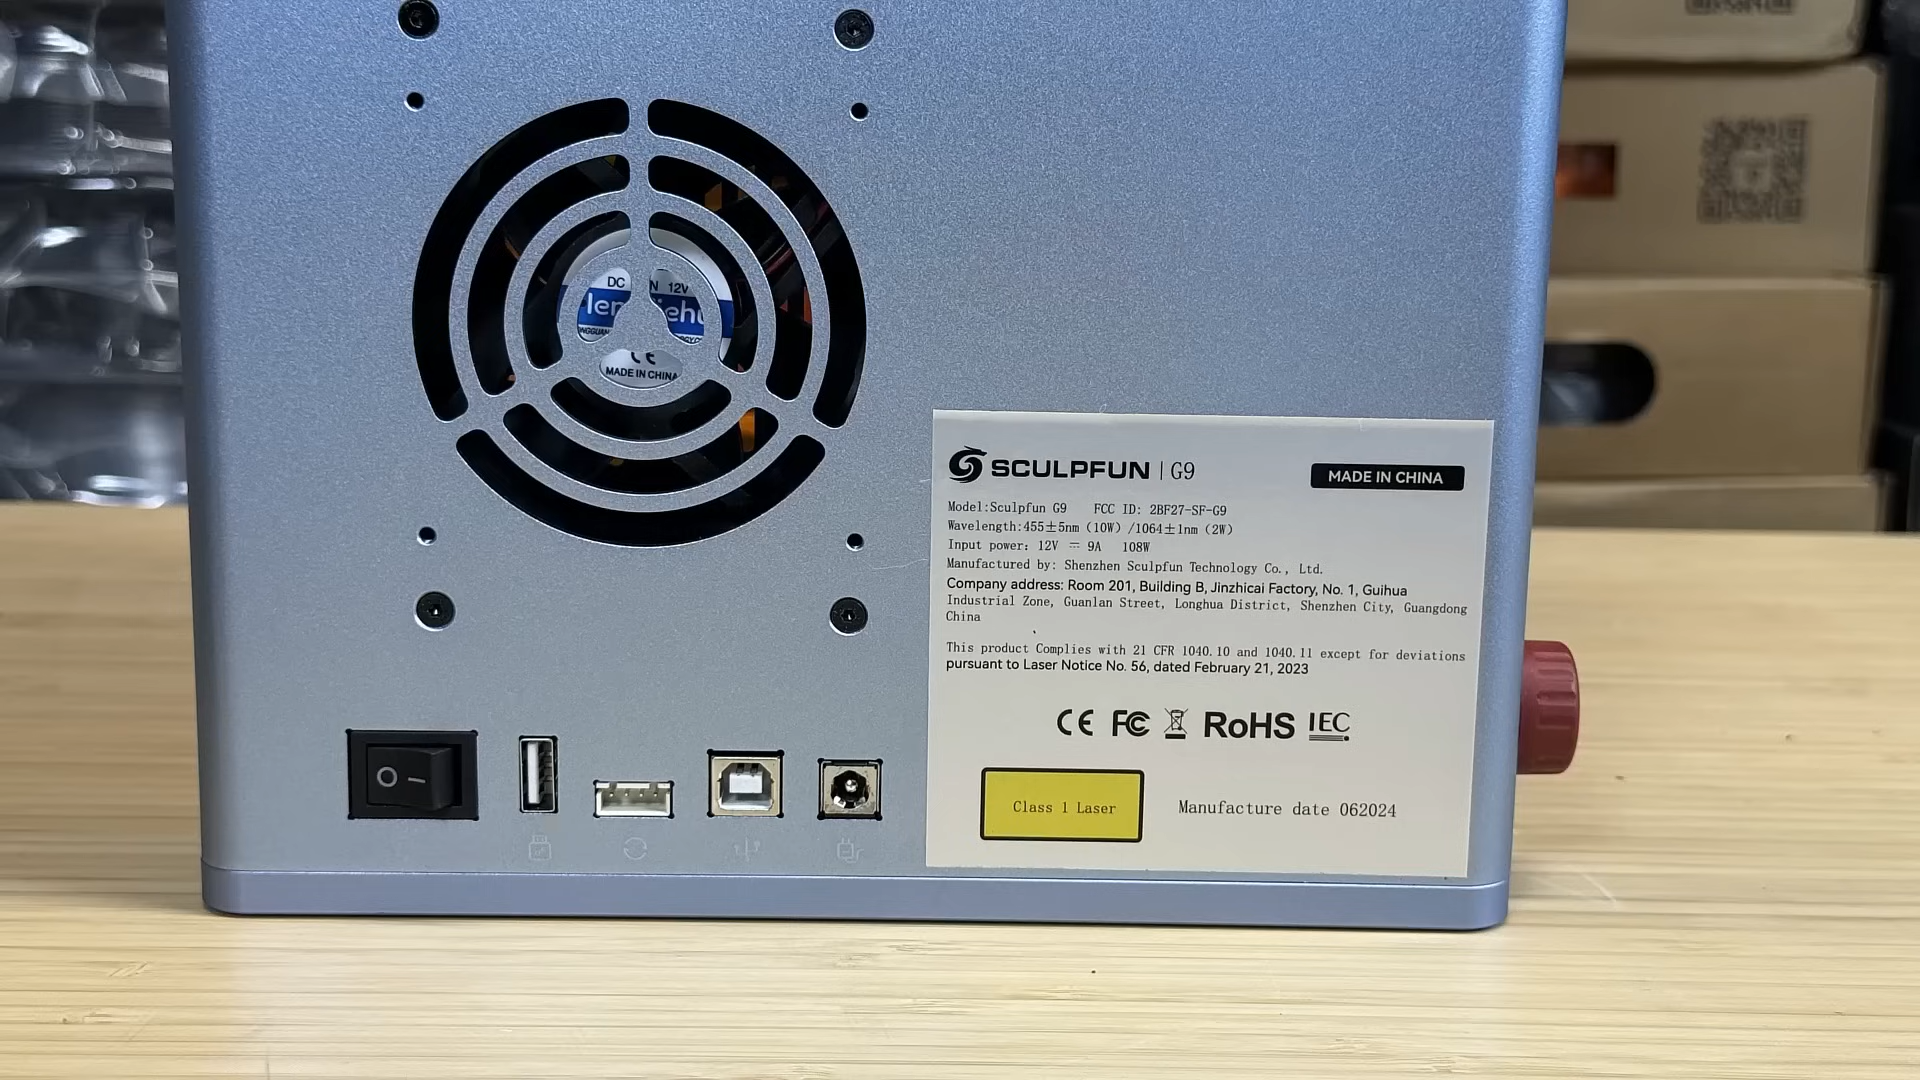 DC
N 12V
MADE IN CHINA
SCULPFUN | G9
MADE IN CHINA
Model:Sculpfun G9 FCC ID: 2BF27-SF-G9
Wavelength:455±5nm (10W) /1064±1nm (2W)
Input power: 12V ⎓ 9A 108W
Manufactured by: Shenzhen Sculpfun Technology Co., Ltd.
Company address: Room 201, Building B, Jinzhicai Factory, No. 1, Guihua
Industrial Zone, Guanlan Street, Longhua District, Shenzhen City, Guangdong
China
This product Complies with 21 CFR 1040.10 and 1040.11 except for deviations
pursuant to Laser Notice No. 56, dated February 21, 2023
CE FC RoHS IEC
Class 1 Laser
Manufacture date 062024